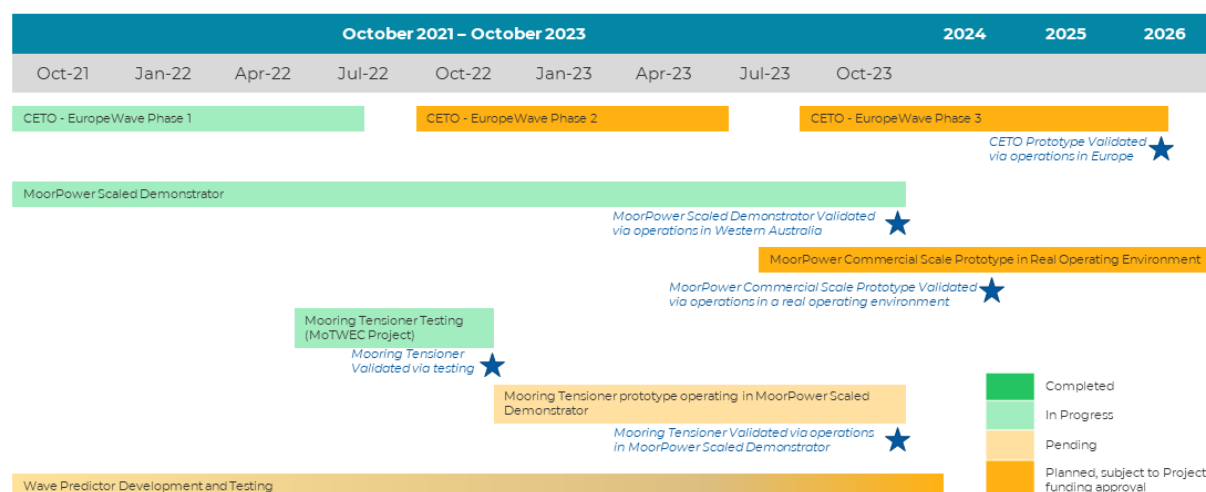 October 2021 – October 2023 2024 2025 2026
Oct-21 Jan-22 Apr-22 Jul-22 Oct-22 Jan-23 Apr-23 Jul-23 Oct-23
CETO - EuropeWave Phase 1 CETO - EuropeWave Phase 2 CETO - EuropeWave Phase 3
CETO Prototype Validated
via operations in Europe
MoorPower Scaled Demonstrator
MoorPower Scaled Demonstrator Validated
via operations in Western Australia
MoorPower Commercial Scale Prototype in Real Operating Environment
MoorPower Commercial Scale Prototype Validated
via operations in a real operating environment
Mooring Tensioner Testing
(MoTWEC Project)
Mooring Tensioner
Validated via testing
Mooring Tensioner prototype operating in MoorPower Scaled
Demonstrator
Mooring Tensioner Validated via operations
in MoorPower Scaled Demonstrator
Wave Predictor Development and Testing
Completed
In Progress
Pending
Planned, subject to Project
funding approval